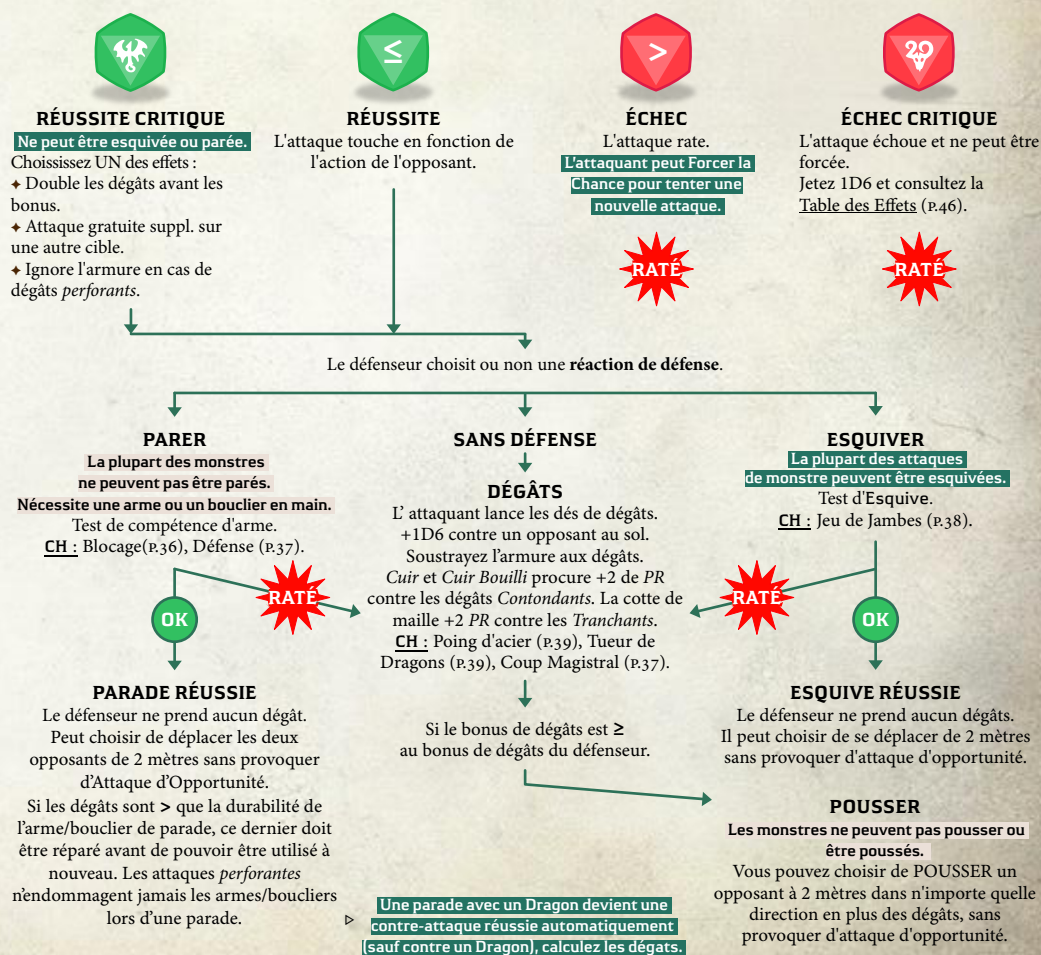 ≤
>
20
RÉUSSITE CRITIQUE
Ne peut être esquivée ou parée.
Choississez UN des effets :
✦ Double les dégâts avant les
bonus.
✦ Attaque gratuite suppl. sur
une autre cible.
✦ Ignore l'armure en cas de
dégâts perforants.
RÉUSSITE
L'attaque touche en fonction de
l'action de l'opposant.
ÉCHEC
L'attaque rate.
L'attaquant peut Forcer la
Chance pour tenter une
nouvelle attaque.
RATÉ
ÉCHEC CRITIQUE
L'attaque échoue et ne peut être
forcée.
Jetez 1D6 et consultez la
Table des Effets (P.46).
RATÉ
Le défenseur choisit ou non une réaction de défense.
PARER
La plupart des monstres
ne peuvent pas être parés.
Nécessite une arme ou un bouclier en main.
Test de compétence d'arme.
CH : Blocage(P.36), Défense (P.37).
RATÉ
OK
PARADE RÉUSSIE
Le défenseur ne prend aucun dégât.
Peut choisir de déplacer les deux
opposants de 2 mètres sans provoquer
d'Attaque d'Opportunité.
Si les dégâts sont > que la durabilité de
l'arme/bouclier de parade, ce dernier doit
être réparé avant de pouvoir être utilisé à
nouveau. Les attaques perforantes
n'endommagent jamais les armes/boucliers
lors d'une parade.
SANS DÉFENSE
DÉGÂTS
L' attaquant lance les dés de dégâts.
+1D6 contre un opposant au sol.
Soustrayez l'armure aux dégâts.
Cuir et Cuir Bouilli procure +2 de PR
contre les dégâts Contondants. La cotte de
maille +2 PR contre les Tranchants.
CH : Poing d'acier (P.39), Tueur de
Dragons (P.39), Coup Magistral (P.37).
Si le bonus de dégâts est ≥
au bonus de dégâts du défenseur.
▷ Une parade avec un Dragon devient une
contre-attaque réussie automatiquement
(sauf contre un Dragon), calculez les dégats.
ESQUIVER
La plupart des attaques
de monstre peuvent être esquivées.
Test d'Esquive.
CH : Jeu de Jambes (P.38).
RATÉ
OK
ESQUIVE RÉUSSIE
Le défenseur ne prend aucun dégâts.
Il peut choisir de se déplacer de 2 mètres
sans provoquer d'attaque d'opportunité.
POUSSER
Les monstres ne peuvent pas pousser ou
être poussés.
Vous pouvez choisir de POUSSER un
opposant à 2 mètres dans n'importe quelle
direction en plus des dégâts, sans
provoquer d'attaque d'opportunité.